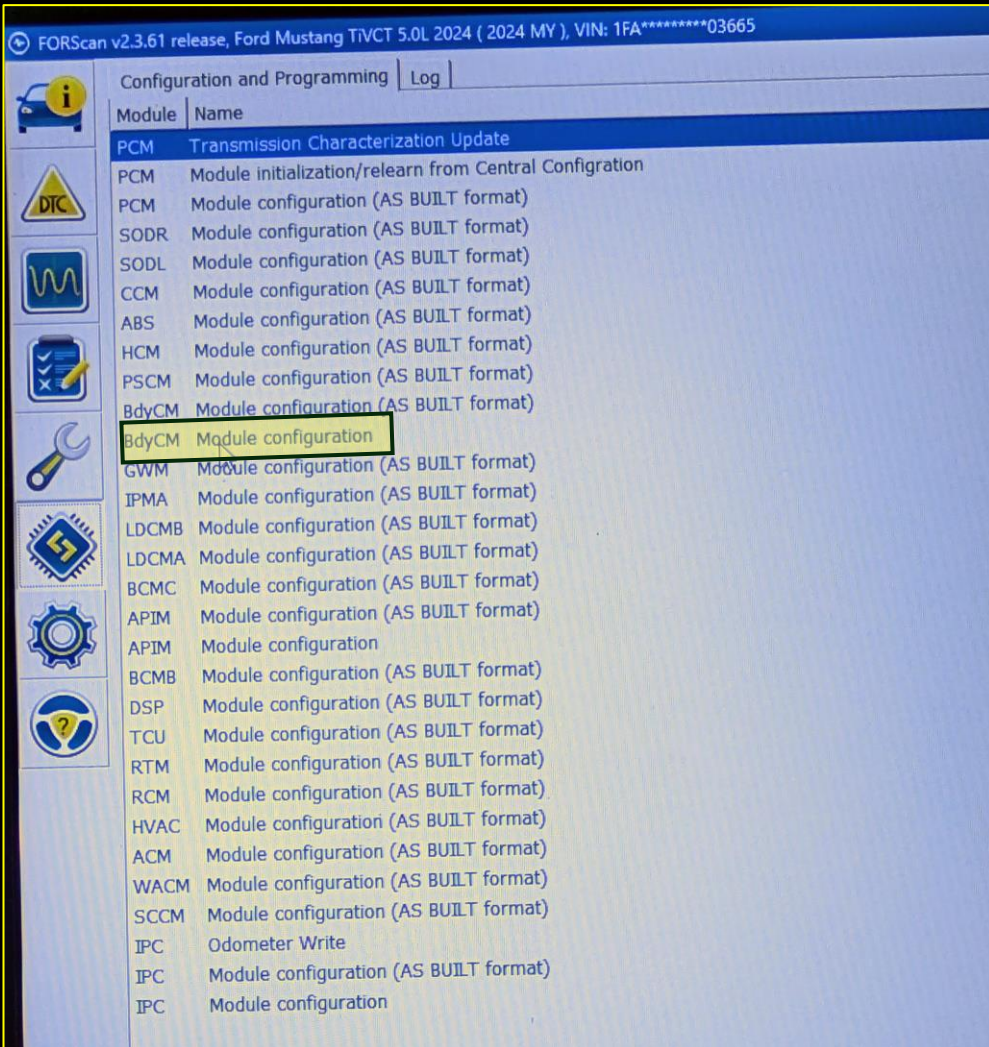 FORScan v2.3.61 release, Ford Mustang TiVCT 5.0L 2024 ( 2024 MY ), VIN: 1FA*********03665
Configuration and Programming Log
Module Name
PCM Transmission Characterization Update
PCM Module initialization/relearn from Central Configration
PCM Module configuration (AS BUILT format)
SODR Module configuration (AS BUILT format)
SODL Module configuration (AS BUILT format)
CCM Module configuration (AS BUILT format)
ABS Module configuration (AS BUILT format)
HCM Module configuration (AS BUILT format)
PSCM Module configuration (AS BUILT format)
BdyCM Module configuration (AS BUILT format)
BdyCM Module configuration
GWM Module configuration (AS BUILT format)
IPMA Module configuration (AS BUILT format)
LDCMB Module configuration (AS BUILT format)
LDCMA Module configuration (AS BUILT format)
BCMC Module configuration (AS BUILT format)
APIM Module configuration (AS BUILT format)
APIM Module configuration
BCMB Module configuration (AS BUILT format)
DSP Module configuration (AS BUILT format)
TCU Module configuration (AS BUILT format)
RTM Module configuration (AS BUILT format)
RCM Module configuration (AS BUILT format)
HVAC Module configuration (AS BUILT format)
ACM Module configuration (AS BUILT format)
WACM Module configuration (AS BUILT format)
SCCM Module configuration (AS BUILT format)
IPC Odometer Write
IPC Module configuration (AS BUILT format)
IPC Module configuration
i
DTC
?